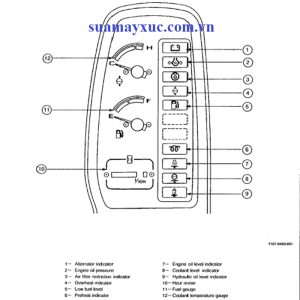 suamayxuc.com.vn
H
C
F
E
1
2
3
4
5
6
7
8
9
10
11
12
T107-0103-001
1— Alternator indicator
2— Engine oil pressure
3— Air filter restriction indicator
4— Overheat indicator
5— Low fuel level
6— Preheat indicator
7— Engine oil level indicator
8— Coolant level indicator
9— Hydraulic oil level indicator
10— Hour meter
11— Fuel gauge
12— Coolant temperature gauge